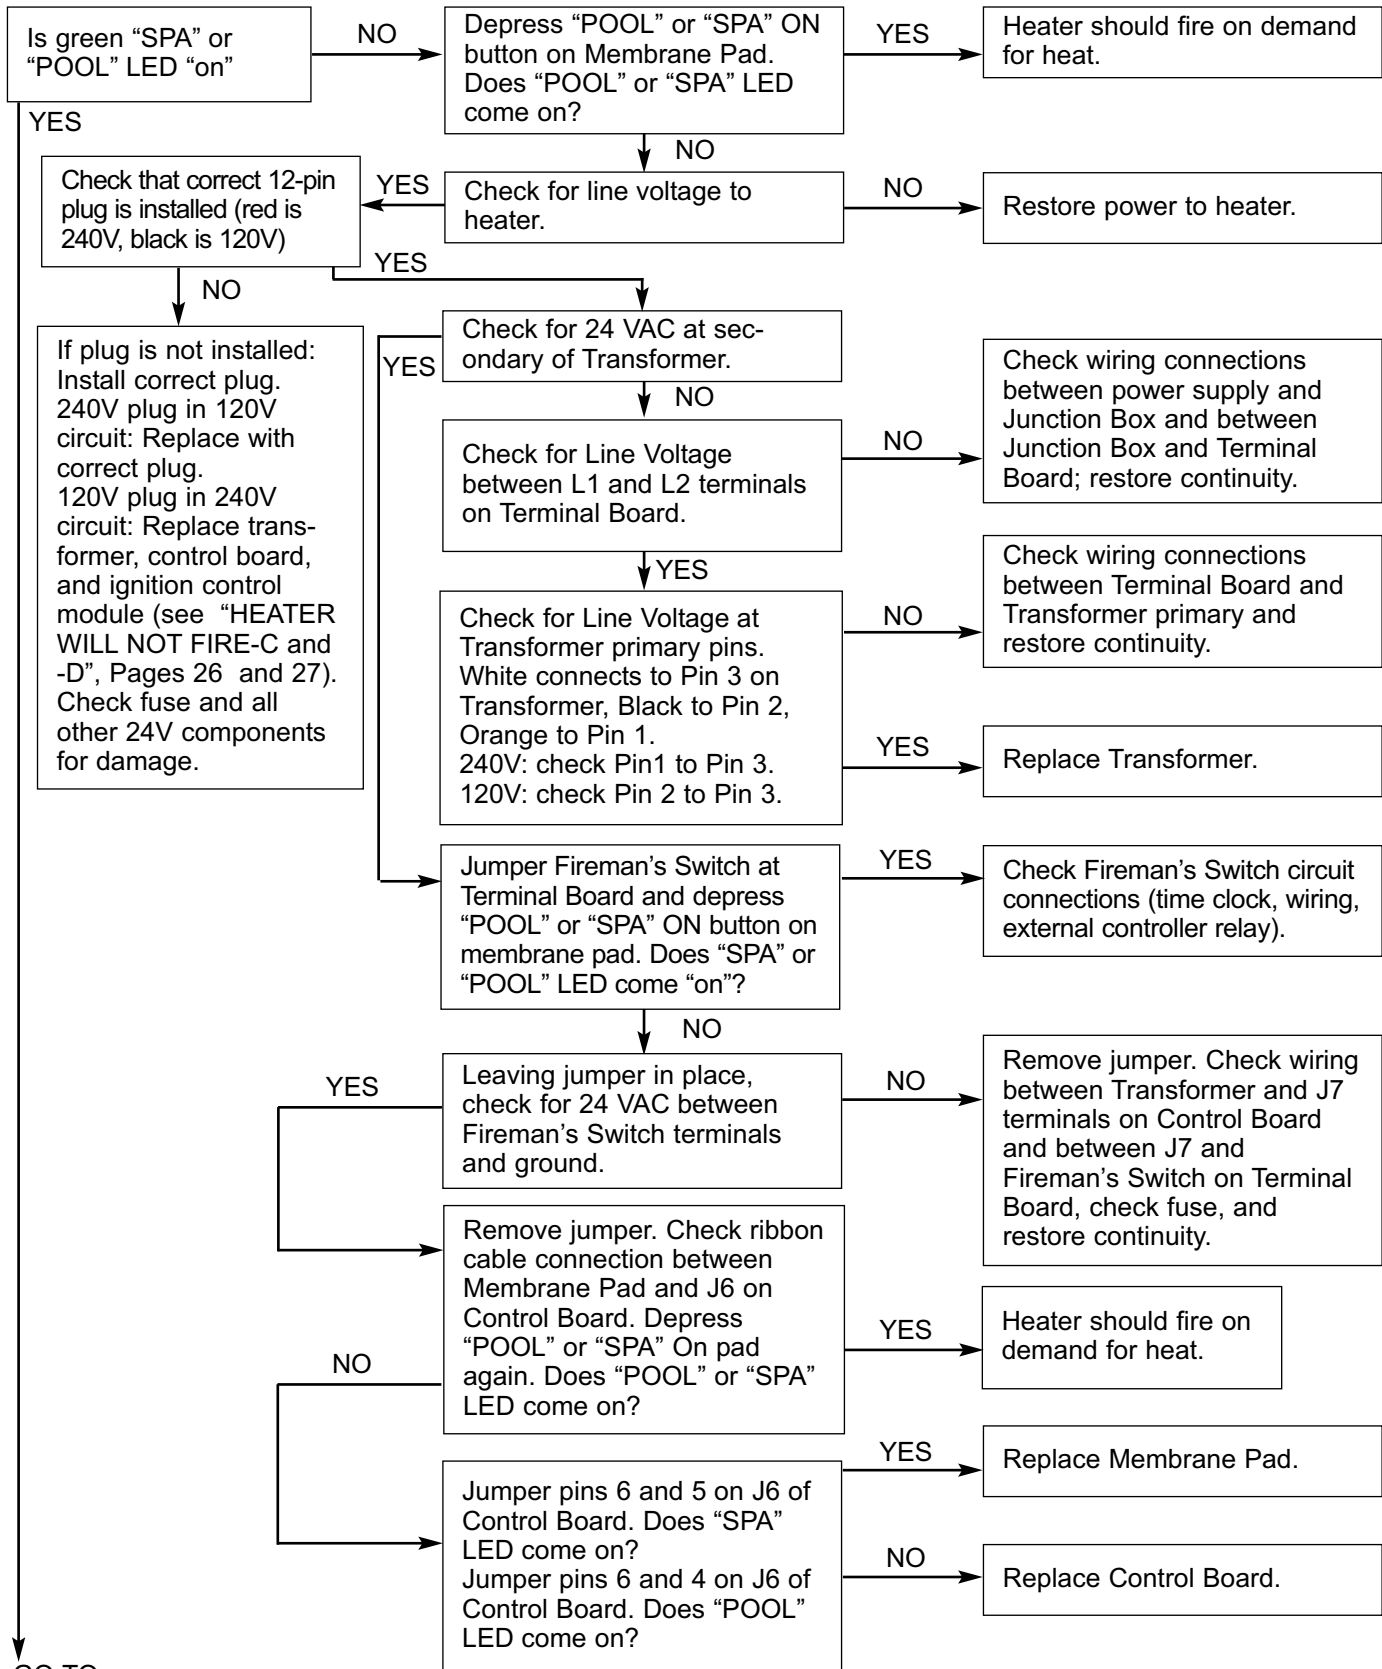 Is green “SPA” or
“POOL” LED “on”
NO
Depress “POOL” or “SPA” ON
button on Membrane Pad.
Does “POOL” or “SPA” LED
come on?
YES
Heater should fire on demand
for heat.
YES
NO
Check that correct 12-pin
plug is installed (red is
240V, black is 120V)
YES
Check for line voltage to
heater.
NO
Restore power to heater.
YES
NO
If plug is not installed:
Install correct plug.
240V plug in 120V
circuit: Replace with
correct plug.
120V plug in 240V
circuit: Replace trans-
former, control board,
and ignition control
module (see “HEATER
WILL NOT FIRE-C and
-D”, Pages 26 and 27).
Check fuse and all
other 24V components
for damage.
YES
Check for 24 VAC at sec-
ondary of Transformer.
NO
Check for Line Voltage
between L1 and L2 terminals
on Terminal Board.
NO
Check wiring connections
between power supply and
Junction Box and between
Junction Box and Terminal
Board; restore continuity.
YES
Check for Line Voltage at
Transformer primary pins.
White connects to Pin 3 on
Transformer, Black to Pin 2,
Orange to Pin 1.
240V: check Pin1 to Pin 3.
120V: check Pin 2 to Pin 3.
NO
Check wiring connections
between Terminal Board and
Transformer primary and
restore continuity.
YES
Replace Transformer.
Jumper Fireman’s Switch at
Terminal Board and depress
“POOL” or “SPA” ON button on
membrane pad. Does “SPA” or
“POOL” LED come “on”?
YES
Check Fireman’s Switch circuit
connections (time clock, wiring,
external controller relay).
NO
YES
Leaving jumper in place,
check for 24 VAC between
Fireman’s Switch terminals
and ground.
NO
Remove jumper. Check wiring
between Transformer and J7
terminals on Control Board
and between J7 and
Fireman’s Switch on Terminal
Board, check fuse, and
restore continuity.
Remove jumper. Check ribbon
cable connection between
Membrane Pad and J6 on
Control Board. Depress
“POOL” or “SPA” On pad
again. Does “POOL” or “SPA”
LED come on?
YES
Heater should fire on
demand for heat.
NO
Jumper pins 6 and 5 on J6 of
Control Board. Does “SPA”
LED come on?
Jumper pins 6 and 4 on J6 of
Control Board. Does “POOL”
LED come on?
YES
Replace Membrane Pad.
NO
Replace Control Board.
GO TO